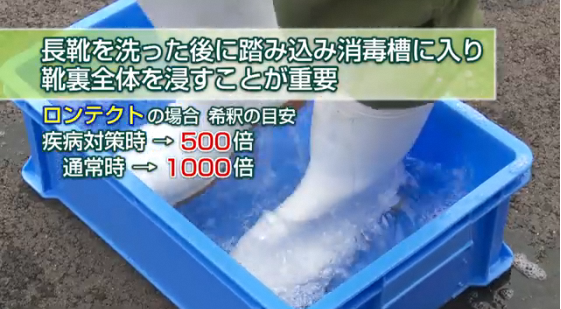 長靴を洗った後に踏み込み消毒槽に入り
靴裏全体を浸すことが重要
ロンテクトの場合 希釈の目安
疾病対策時 → 500倍
通常時 → 1000倍